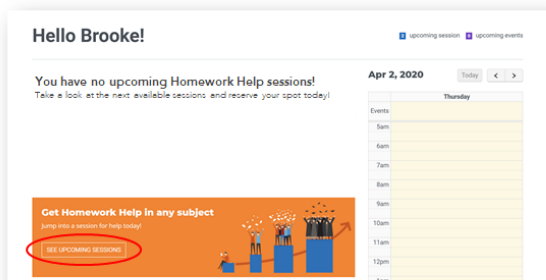 Hello Brooke!
upcoming session
upcoming events
You have no upcoming Homework Help sessions!
Take a look at the next available sessions and reserve your spot today!
Apr 2, 2020
Today
<
>
Thursday
Events
5am
6am
7am
8am
9am
10am
11am
12pm
Get Homework Help in any subject
Jump into a session for help today!
SEE UPCOMING SESSIONS